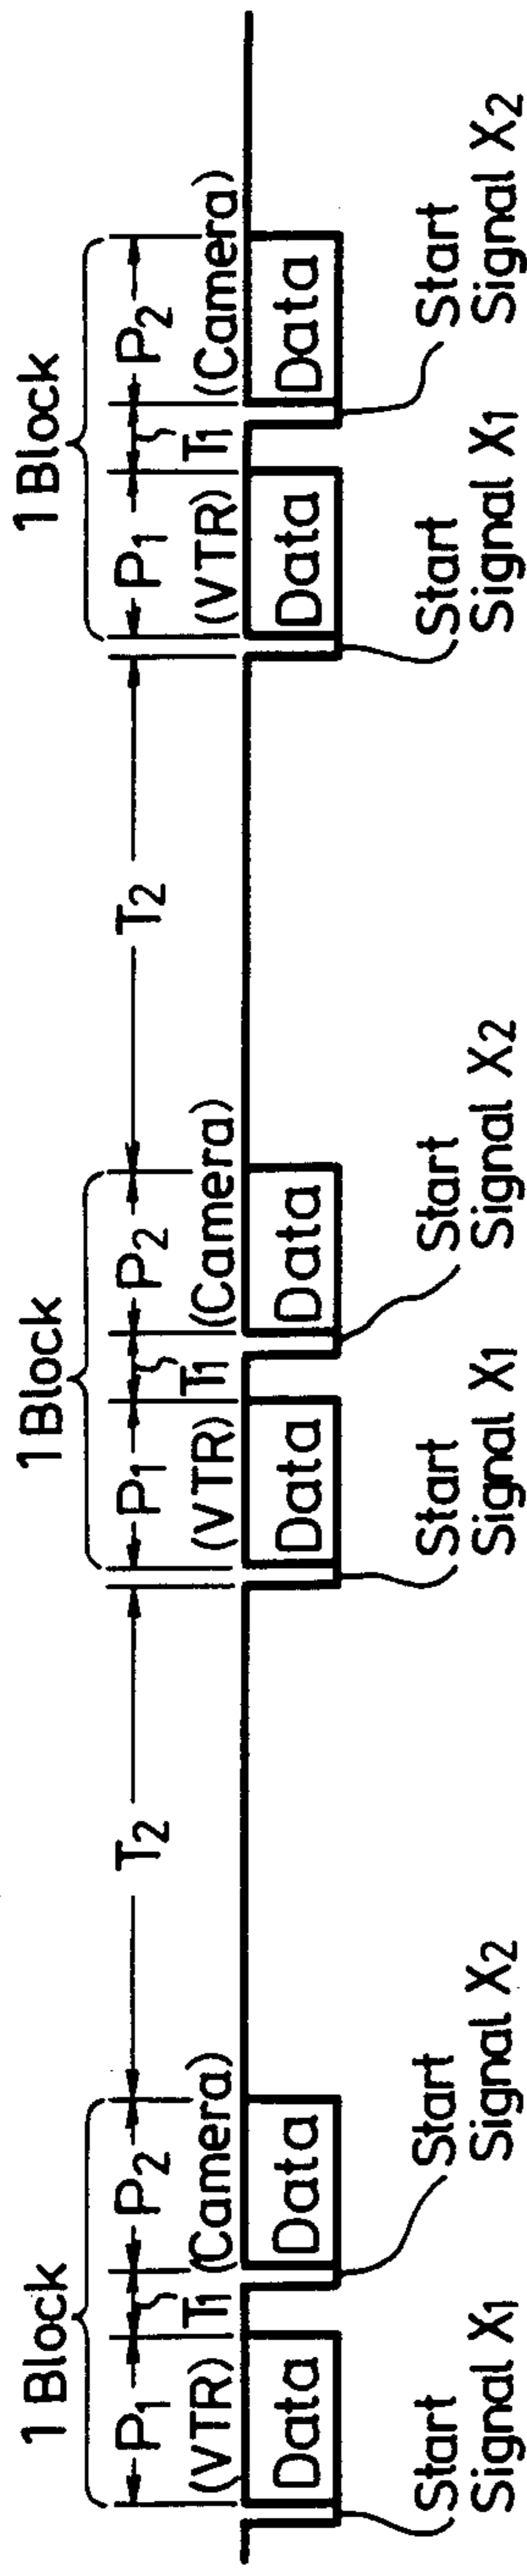 1 Block
P1
T1
P2
(VTR)
(Camera)
Data
Data
Start
Signal X1
Start
Signal X2
T2
1 Block
P1
T1
P2
(VTR)
(Camera)
Data
Data
Start
Signal X1
Start
Signal X2
T2
1 Block
P1
T1
P2
(VTR)
(Camera)
Data
Data
Start
Signal X1
Start
Signal X2